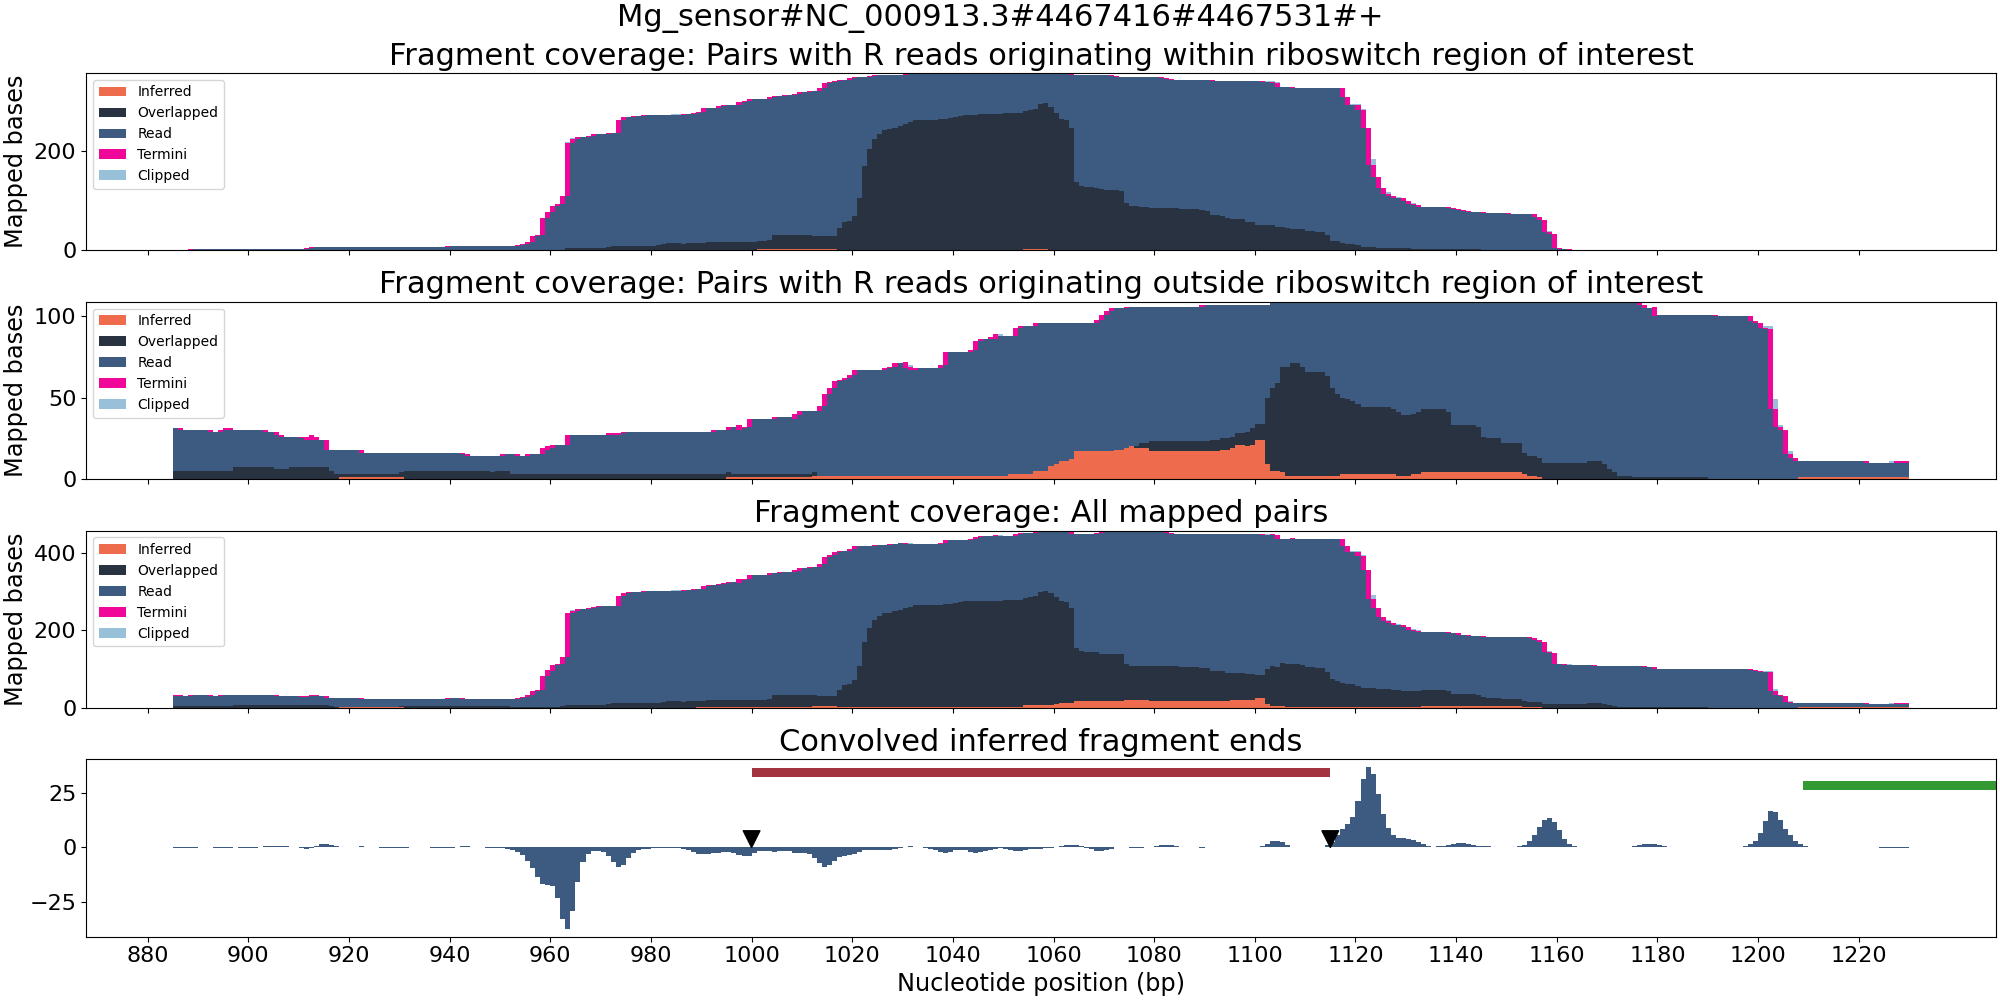 Mg_sensor#NC_000913.3#4467416#4467531#+
Fragment coverage: Pairs with R reads originating within riboswitch region of interest
Mapped bases
200
0
Inferred
Overlapped
Read
Termini
Clipped
Fragment coverage: Pairs with R reads originating outside riboswitch region of interest
Mapped bases
100
50
0
Inferred
Overlapped
Read
Termini
Clipped
Fragment coverage: All mapped pairs
Mapped bases
400
200
0
Inferred
Overlapped
Read
Termini
Clipped
Convolved inferred fragment ends
25
0
−25
880 900 920 940 960 980 1000 1020 1040 1060 1080 1100 1120 1140 1160 1180 1200 1220
Nucleotide position (bp)